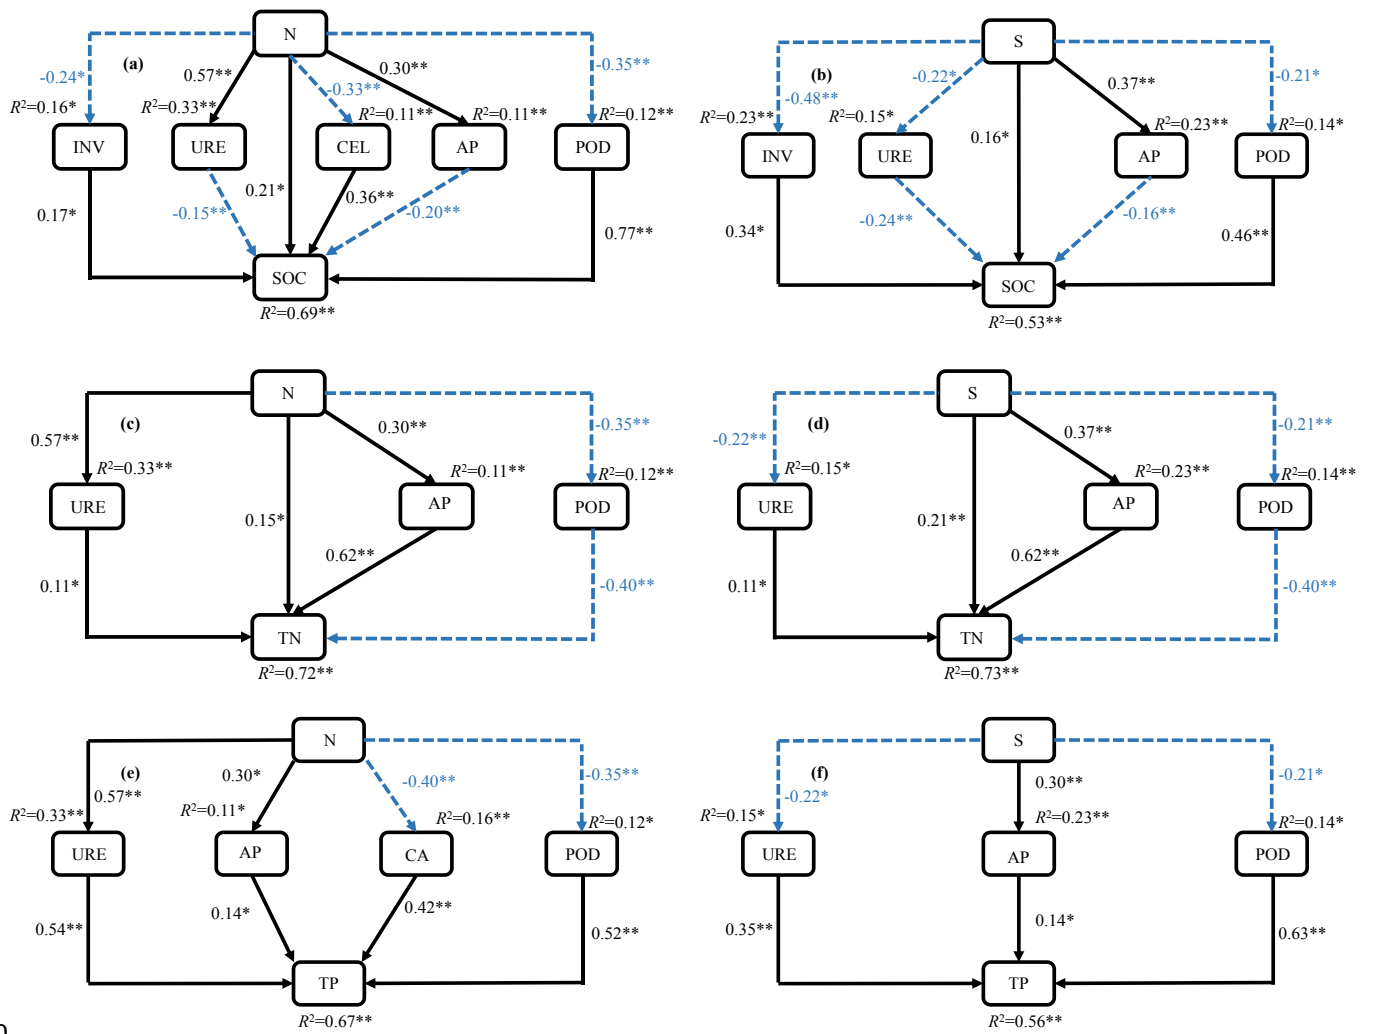 N
(a)
-0.24*
0.57**
-0.33**
0.30**
-0.35**
R²=0.16*
R²=0.33**
R²=0.11**
R²=0.11**
R²=0.12**
INV
URE
CEL
AP
POD
0.17*
-0.15**
0.21*
0.36**
-0.20**
0.77**
SOC
R²=0.69**
S
(b)
-0.48**
-0.22*
0.37**
-0.21*
R²=0.23**
R²=0.15*
R²=0.23**
R²=0.14*
INV
URE
0.16*
AP
POD
0.34*
-0.24**
-0.16**
0.46**
SOC
R²=0.53**
N
(c)
0.57**
0.30**
-0.35**
R²=0.33**
R²=0.11**
R²=0.12**
URE
AP
POD
0.15*
0.11*
0.62**
-0.40**
TN
R²=0.72**
S
(d)
-0.22**
0.37**
-0.21**
R²=0.15*
R²=0.23**
R²=0.14**
URE
AP
POD
0.21**
0.11*
0.62**
-0.40**
TN
R²=0.73**
N
(e)
0.57**
0.30*
-0.40**
-0.35**
R²=0.33**
R²=0.11*
R²=0.16**
R²=0.12*
URE
AP
CA
POD
0.54**
0.14*
0.42**
0.52**
TP
R²=0.67**
S
(f)
-0.22*
0.30**
-0.21*
R²=0.15*
R²=0.23**
R²=0.14*
URE
AP
POD
0.35**
0.14*
0.63**
TP
R²=0.56**